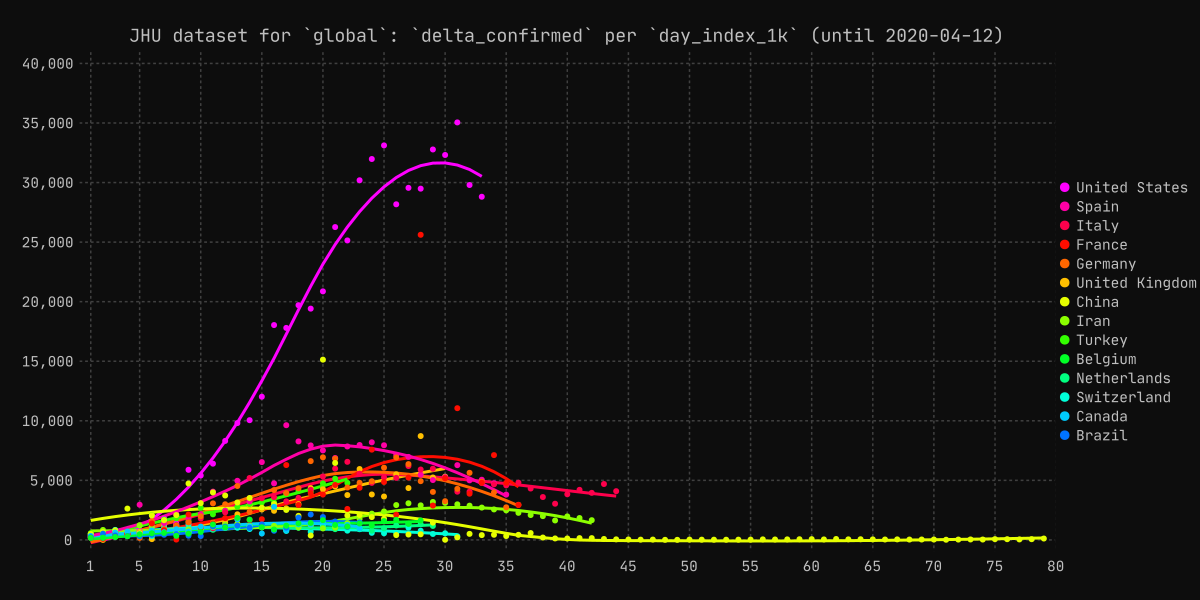 JHU dataset for `global`: `delta_confirmed` per `day_index_1k` (until 2020-04-12)
40,000
35,000
30,000
25,000
20,000
15,000
10,000
5,000
0
1 5 10 15 20 25 30 35 40 45 50 55 60 65 70 75 80
United States
Spain
Italy
France
Germany
United Kingdom
China
Iran
Turkey
Belgium
Netherlands
Switzerland
Canada
Brazil